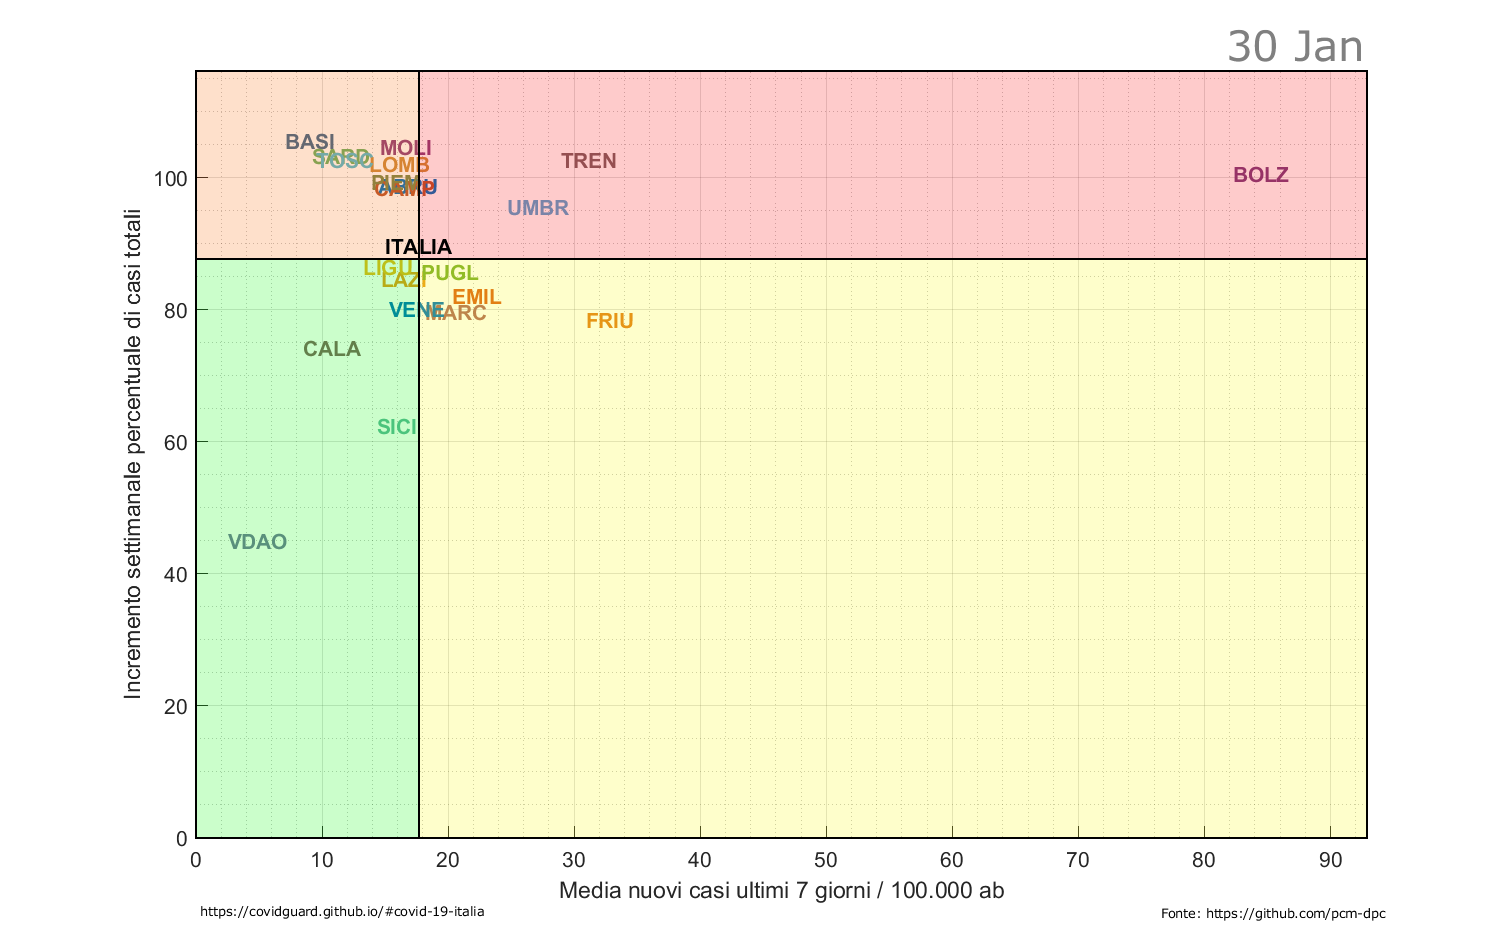 30 Jan
Incremento settimanale percentuale di casi totali
100
80
60
40
20
0
BASI
MOLI
SARD
TOSC
LOMB
TREN
BOLZ
PIEM
ABRU
CAMP
UMBR
ITALIA
LIGU
LAZI
PUGL
EMIL
VENE
MARC
FRIU
CALA
SICI
VDAO
0 10 20 30 40 50 60 70 80 90
Media nuovi casi ultimi 7 giorni / 100.000 ab
https://covidguard.github.io/#covid-19-italia
Fonte: https://github.com/pcm-dpc